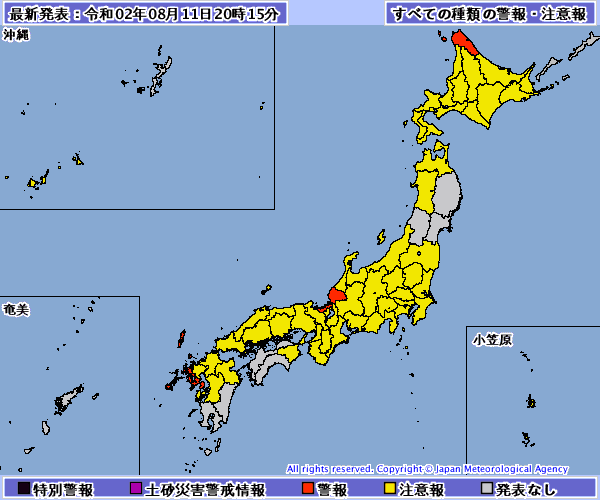 最新発表：令和02年08月11日20時15分
すべての種類の警報・注意報
沖縄
奄美
小笠原
All rights reserved. Copyright © Japan Meteorological Agency
特別警報 土砂災害警戒情報 警報 注意報 発表なし